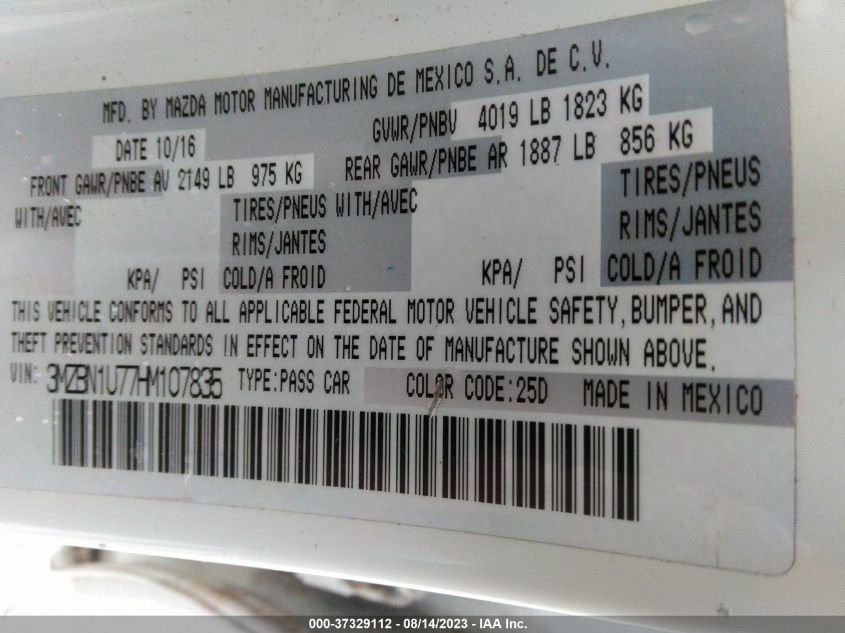 MFD. BY MAZDA MOTOR MANUFACTURING DE MEXICO S.A. DE C.V.
DATE 10/16 GVWR/PNBV 4019 LB 1823 KG
FRONT GAWR/PNBE AV 2149 LB 975 KG REAR GAWR/PNBE AR 1887 LB 856 KG
WITH/AVEC TIRES/PNEUS WITH/AVEC TIRES/PNEUS
RIMS/JANTES RIMS/JANTES
KPA/ PSI COLD/A FROID KPA/ PSI COLD/A FROID
THIS VEHICLE CONFORMS TO ALL APPLICABLE FEDERAL MOTOR VEHICLE SAFETY, BUMPER, AND
THEFT PREVENTION STANDARDS IN EFFECT ON THE DATE OF MANUFACTURE SHOWN ABOVE.
VIN: 3MZBN1U77HM107835 TYPE:PASS CAR COLOR CODE:25D MADE IN MEXICO
000-37329112 - 08/14/2023 - IAA Inc.